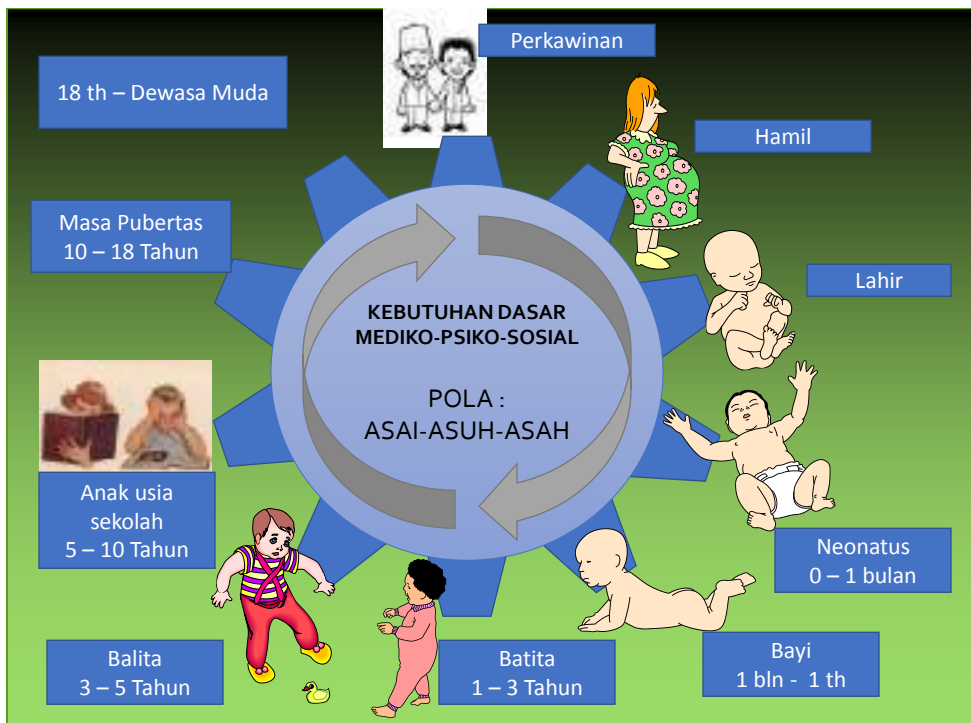 Perkawinan
Hamil
Lahir
Neonatus
0 – 1 bulan
Bayi
1 bln -  1 th
Batita
1 – 3 Tahun
Balita
3 – 5 Tahun
Anak usia
sekolah
5 – 10 Tahun
Masa Pubertas
10 – 18 Tahun
18 th – Dewasa Muda
KEBUTUHAN DASAR
MEDIKO-PSIKO-SOSIAL
POLA :
ASAI-ASUH-ASAH